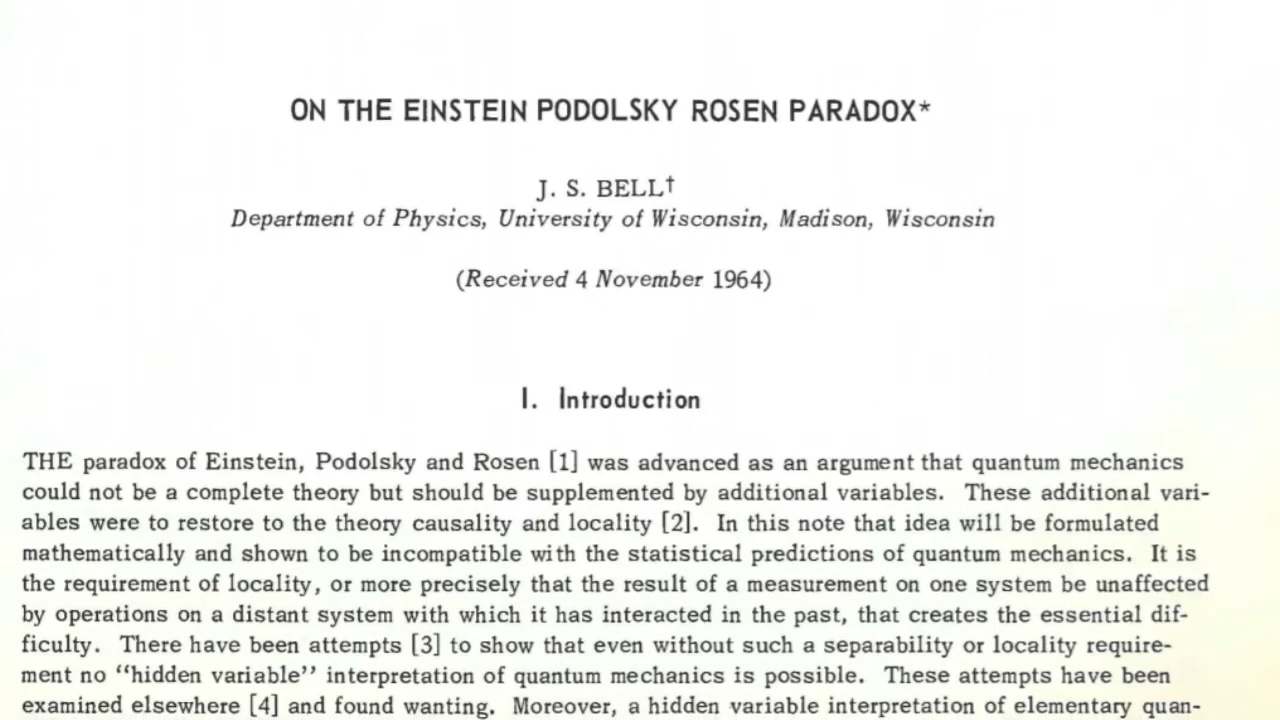 ON THE EINSTEIN PODOLSKY ROSEN PARADOX*
J. S. BELL†
Department of Physics, University of Wisconsin, Madison, Wisconsin
(Received 4 November 1964)
I. Introduction
THE paradox of Einstein, Podolsky and Rosen [1] was advanced as an argument that quantum mechanics
could not be a complete theory but should be supplemented by additional variables. These additional vari-
ables were to restore to the theory causality and locality [2]. In this note that idea will be formulated
mathematically and shown to be incompatible with the statistical predictions of quantum mechanics. It is
the requirement of locality, or more precisely that the result of a measurement on one system be unaffected
by operations on a distant system with which it has interacted in the past, that creates the essential dif-
ficulty. There have been attempts [3] to show that even without such a separability or locality require-
ment no “hidden variable” interpretation of quantum mechanics is possible. These attempts have been
examined elsewhere [4] and found wanting. Moreover, a hidden variable interpretation of elementary quan-